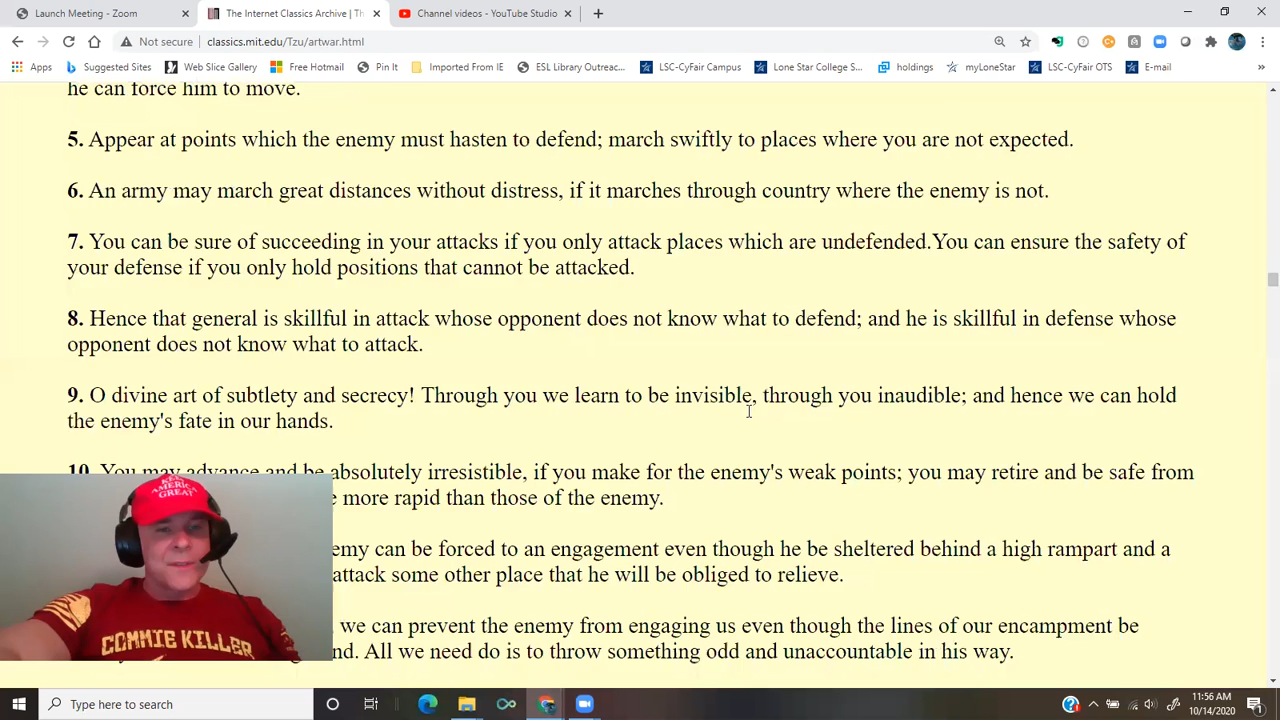 Launch Meeting - Zoom
The Internet Classics Archive | Th
Channel videos - YouTube Studio
Not secure | classics.mit.edu/Tzu/artwar.html
Apps Suggested Sites Web Slice Gallery Free Hotmail Pin It Imported From IE ESL Library Outreac... LSC-CyFair Campus Lone Star College S... holdings myLoneStar LSC-CyFair OTS E-mail
he can force him to move.
5. Appear at points which the enemy must hasten to defend; march swiftly to places where you are not expected.
6. An army may march great distances without distress, if it marches through country where the enemy is not.
7. You can be sure of succeeding in your attacks if you only attack places which are undefended.You can ensure the safety of
your defense if you only hold positions that cannot be attacked.
8. Hence that general is skillful in attack whose opponent does not know what to defend; and he is skillful in defense whose
opponent does not know what to attack.
9. O divine art of subtlety and secrecy! Through you we learn to be invisible, through you inaudible; and hence we can hold
the enemy's fate in our hands.
10. You may advance and be absolutely irresistible, if you make for the enemy's weak points; you may retire and be safe from
more rapid than those of the enemy.
can be forced to an engagement even though he be sheltered behind a high rampart and a
attack some other place that he will be obliged to relieve.
we can prevent the enemy from engaging us even though the lines of our encampment be
All we need do is to throw something odd and unaccountable in his way.
KEEP
AMERICA
GREAT
COMMIE KILLER
Type here to search
11:56 AM
10/14/2020